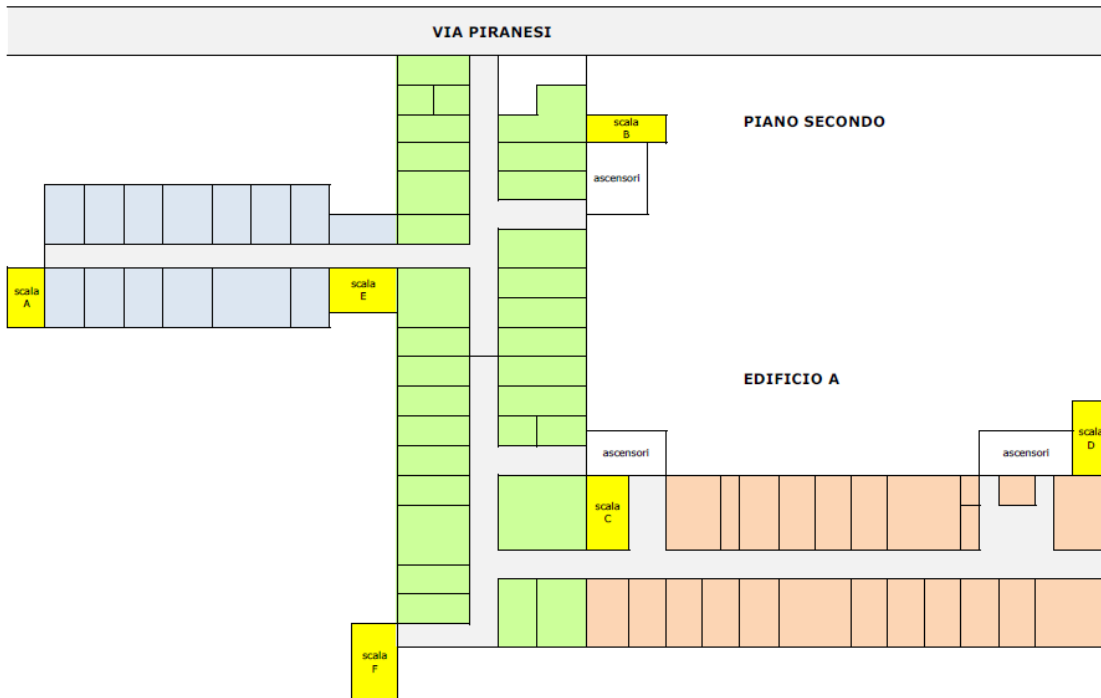 VIA PIRANESI
scala
B
PIANO SECONDO
ascensori
scala
A
scala
E
EDIFICIO A
ascensori
ascensori
scala
D
scala
C
scala
F